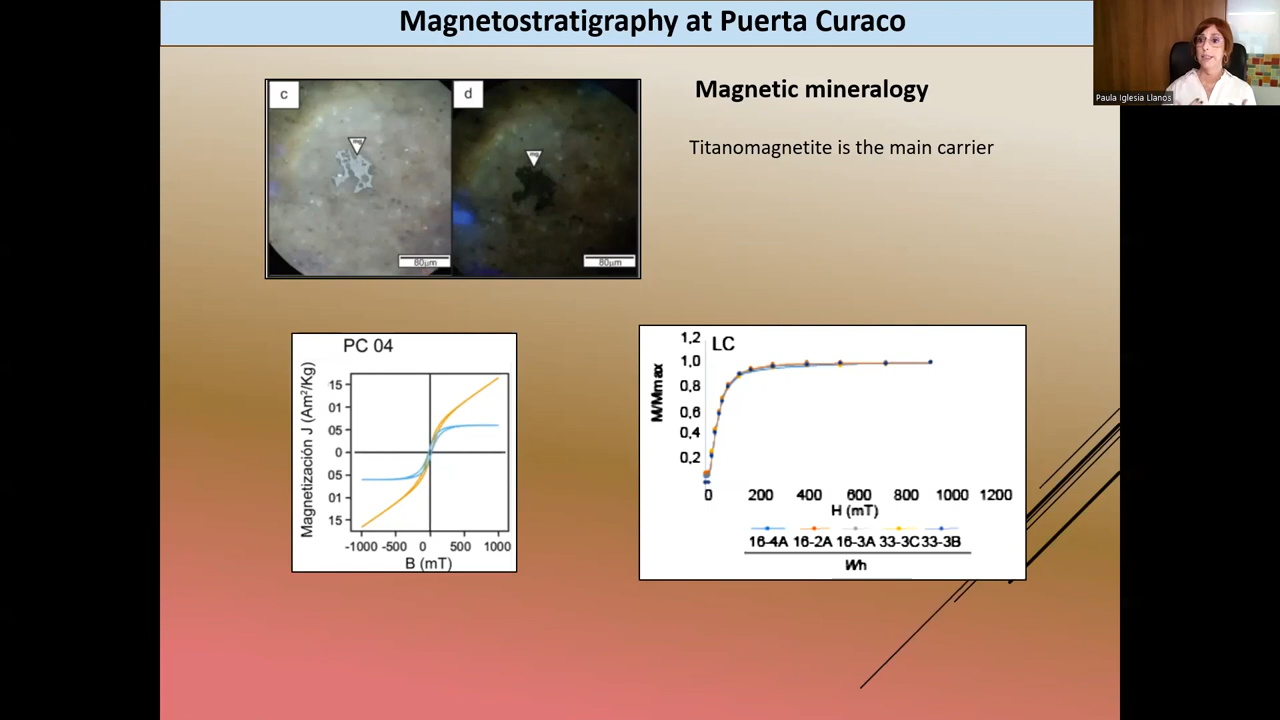 Magnetostratigraphy at Puerta Curaco
Paula Iglesia Llanos
Magnetic mineralogy
Titanomagnetite is the main carrier
c
d
mg
mg
80µm
80µm
PC 04
Magnetización J (Am²/Kg)
15
01
05
0
05
01
15
-1000 -500 0 500 1000
B (mT)
LC
M/Mmax
1,2
1,0
0,8
0,6
0,4
0,2
0 200 400 600 800 1000 1200
H (mT)
16-4A 16-2A 16-3A 33-3C 33-3B
Wh